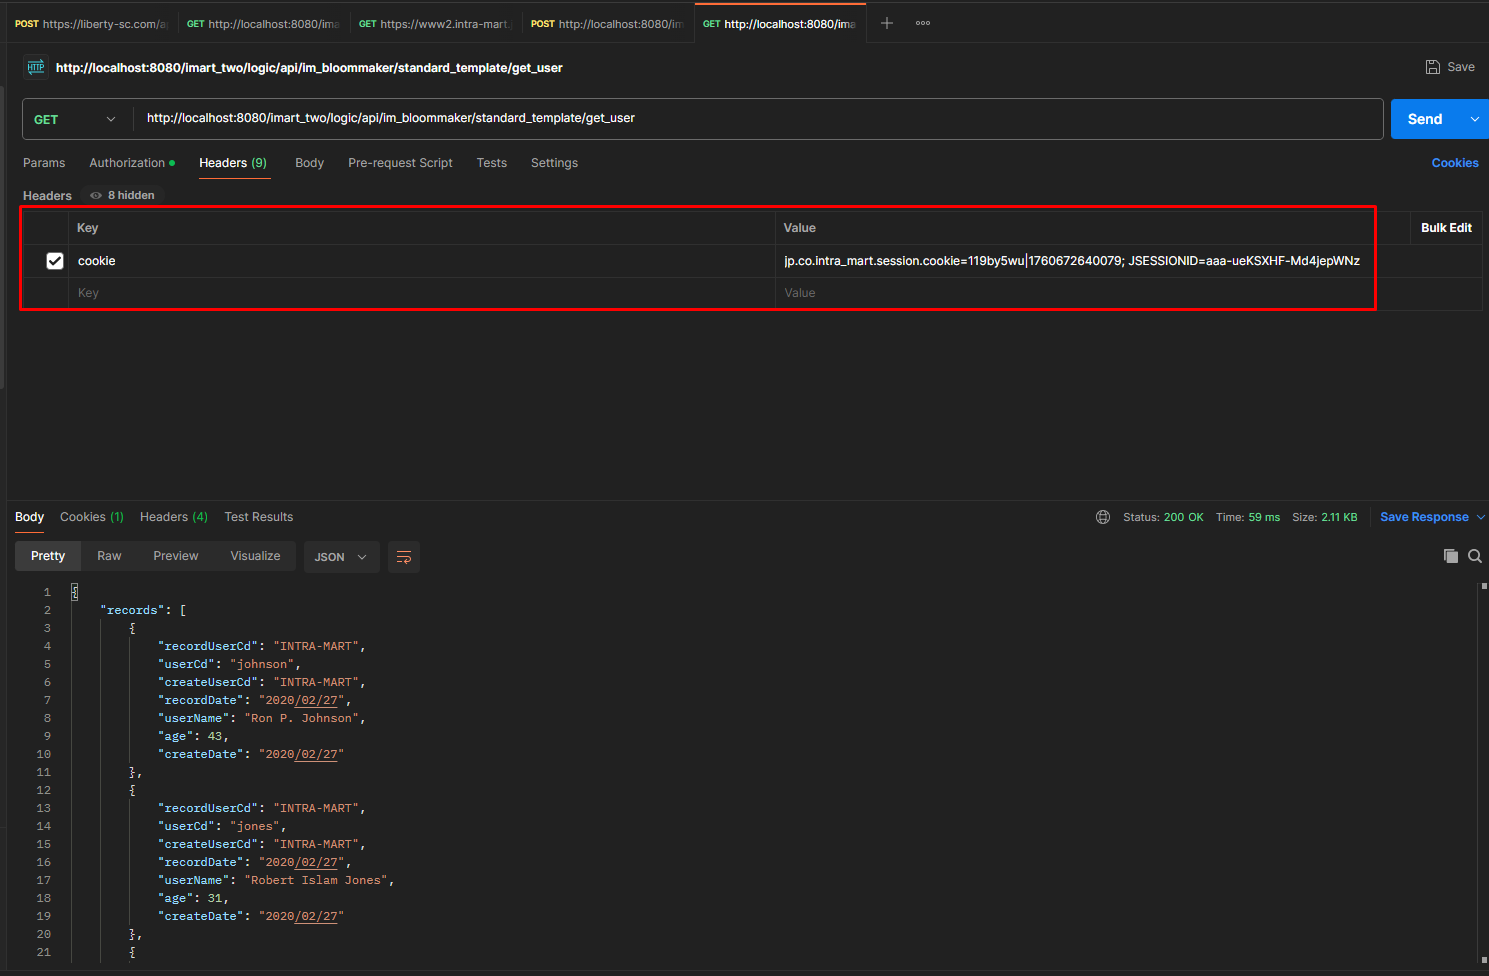 POST https://liberty-sc.com/a
GET http://localhost:8080/ima
GET https://www2.intra-mart.
POST http://localhost:8080/im
GET http://localhost:8080/ima
HTTP http://localhost:8080/imart_two/logic/api/im_bloommaker/standard_template/get_user
Save
GET http://localhost:8080/imart_two/logic/api/im_bloommaker/standard_template/get_user
Send
Params Authorization Headers (9) Body Pre-request Script Tests Settings Cookies
Headers 8 hidden
Key Value Bulk Edit
cookie jp.co.intra_mart.session.cookie=119by5wu|1760672640079; JSESSIONID=aaa-ueKSXHF-Md4jepWNz
Key Value
Body Cookies (1) Headers (4) Test Results Status: 200 OK Time: 59 ms Size: 2.11 KB Save Response
Pretty Raw Preview Visualize JSON
1 {
2 "records": [
3 {
4 "recordUserCd": "INTRA-MART",
5 "userCd": "johnson",
6 "createUserCd": "INTRA-MART",
7 "recordDate": "2020/02/27",
8 "userName": "Ron P. Johnson",
9 "age": 43,
10 "createDate": "2020/02/27"
11 },
12 {
13 "recordUserCd": "INTRA-MART",
14 "userCd": "jones",
15 "createUserCd": "INTRA-MART",
16 "recordDate": "2020/02/27",
17 "userName": "Robert Islam Jones",
18 "age": 31,
19 "createDate": "2020/02/27"
20 },
21 {